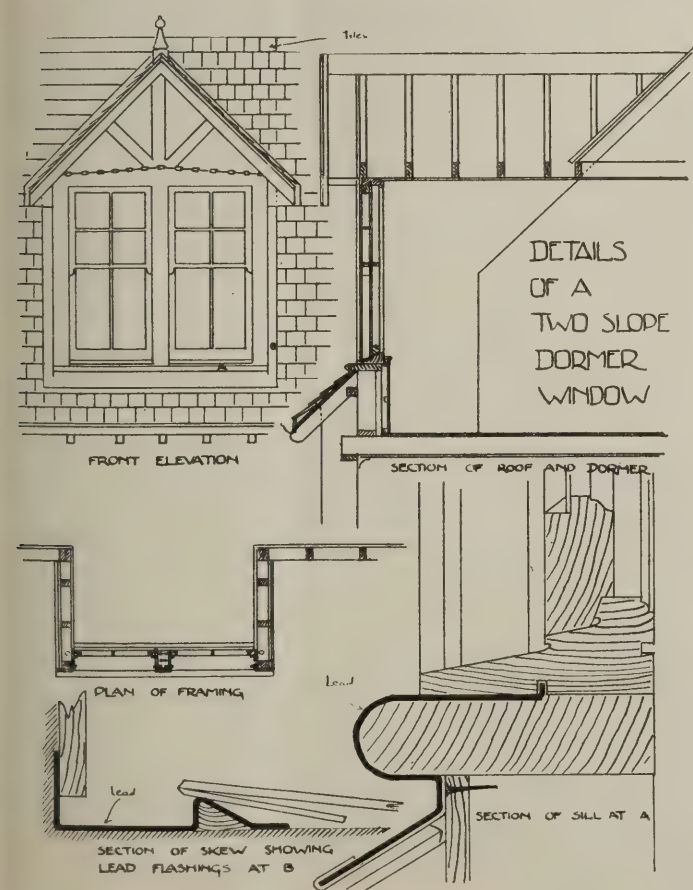 Tiles
DETAILS
OF A
TWO SLOPE
DORMER
WINDOW
A
FRONT ELEVATION
SECTION OF ROOF AND DORMER
PLAN OF FRAMING
Lead
lead
SECTION OF SILL AT A
SECTION OF SKEW SHOWING
LEAD FLASHINGS AT B